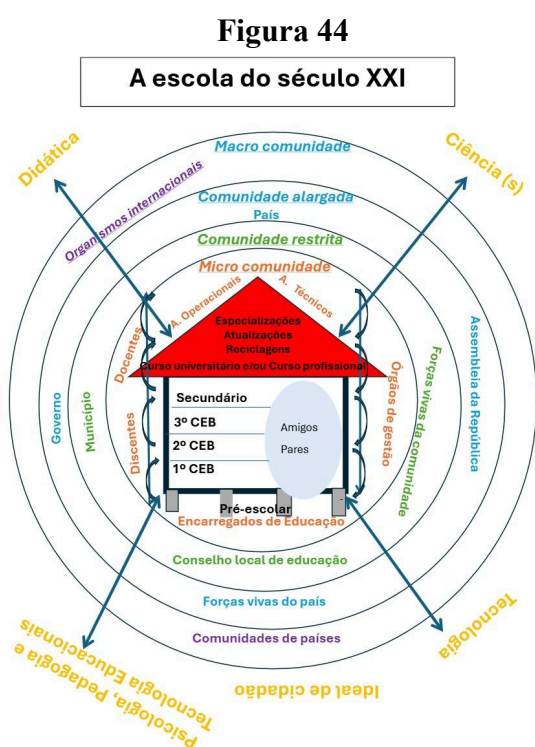 Figura 44
A escola do século XXI
Didática
Ciência (s)
Macro comunidade
Organismos internacionais
Comunidade alargada
País
Comunidade restrita
Micro comunidade
A. Operacionais
A. Técnicos
Especializações
Atualizações
Reciclagens
Curso universitário e/ou Curso profissional
Docentes
Discentes
Órgãos de gestão
Município
Forças vivas da comunidade
Governo
Assembleia da República
Secundário
3º CEB
2º CEB
1º CEB
Amigos
Pares
Pré-escolar
Encarregados de Educação
Conselho local de educação
Forças vivas do país
Comunidades de países
Psicologia, Pedagogia e
Tecnologia Educacionais
Ideal de cidadão
Tecnologia